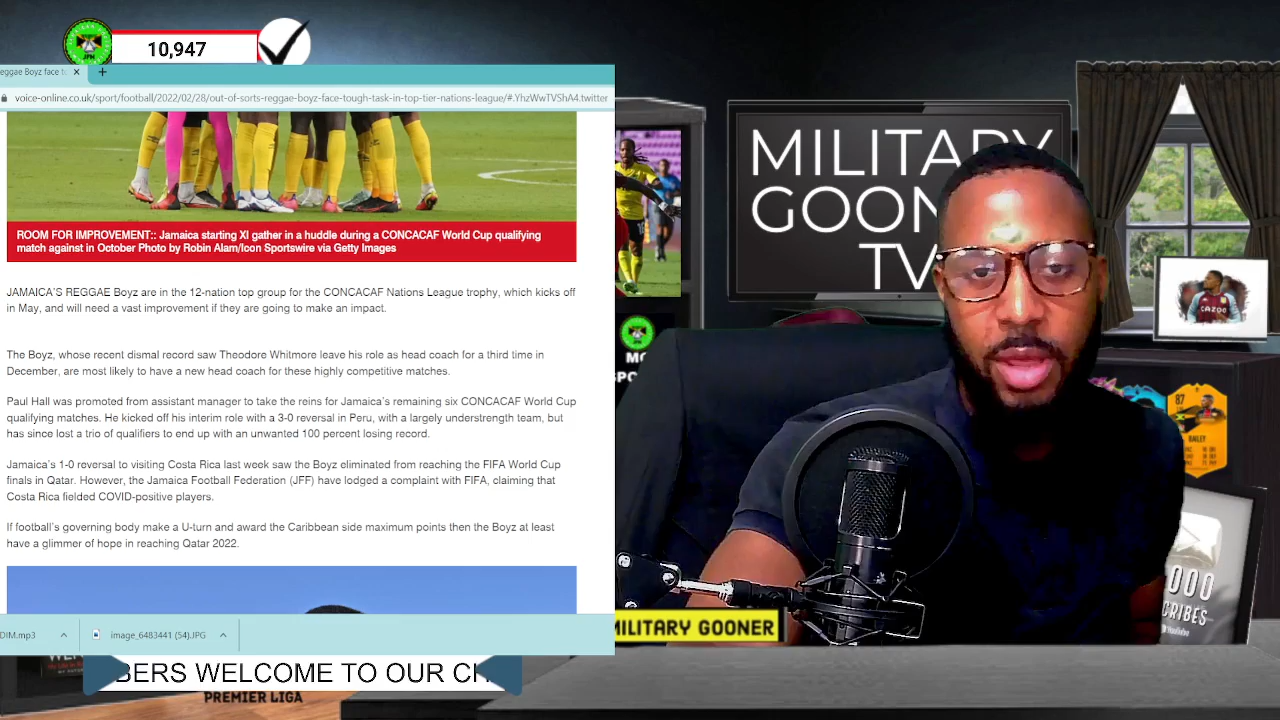 10,947
eggae Boyz face to
voice-online.co.uk/sport/football/2022/02/28/out-of-sorts-reggae-boyz-face-tough-task-in-top-tier-nations-league/#.YhzWwTVShA4.twitter
ROOM FOR IMPROVEMENT:: Jamaica starting XI gather in a huddle during a CONCACAF World Cup qualifying
match against in October Photo by Robin Alam/Icon Sportswire via Getty Images
JAMAICA'S REGGAE Boyz are in the 12-nation top group for the CONCACAF Nations League trophy, which kicks off
in May, and will need a vast improvement if they are going to make an impact.
The Boyz, whose recent dismal record saw Theodore Whitmore leave his role as head coach for a third time in
December, are most likely to have a new head coach for these highly competitive matches.
Paul Hall was promoted from assistant manager to take the reins for Jamaica's remaining six CONCACAF World Cup
qualifying matches. He kicked off his interim role with a 3-0 reversal in Peru, with a largely understrength team, but
has since lost a trio of qualifiers to end up with an unwanted 100 percent losing record.
Jamaica's 1-0 reversal to visiting Costa Rica last week saw the Boyz eliminated from reaching the FIFA World Cup
finals in Qatar. However, the Jamaica Football Federation (JFF) have lodged a complaint with FIFA, claiming that
Costa Rica fielded COVID-positive players.
If football's governing body make a U-turn and award the Caribbean side maximum points then the Boyz at least
have a glimmer of hope in reaching Qatar 2022.
DIM.mp3
image_6483441 (54).JPG
BERS WELCOME TO OUR CH
PREMIER LIGA
MILITARY
GOON
TV
MILITARY GOONER
CAZOO
87
BAILEY